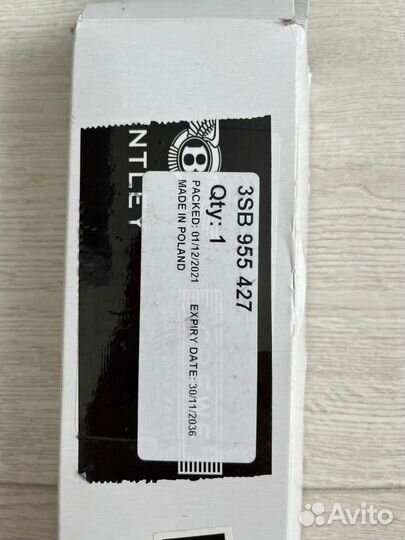 NTLEY
B
3SB 955 427
Qty: 1
PACKED: 01/12/2021 EXPIRY DATE: 30/11/2036
MADE IN POLAND
Avito